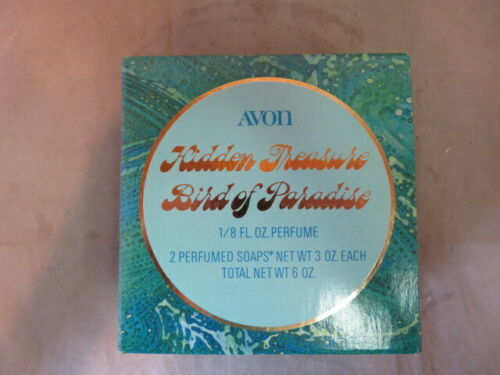 AVON
Hidden Treasure
Bird of Paradise
1/8 FL. OZ. PERFUME
2 PERFUMED SOAPS* NET WT 3 OZ. EACH
TOTAL NET WT 6 OZ.